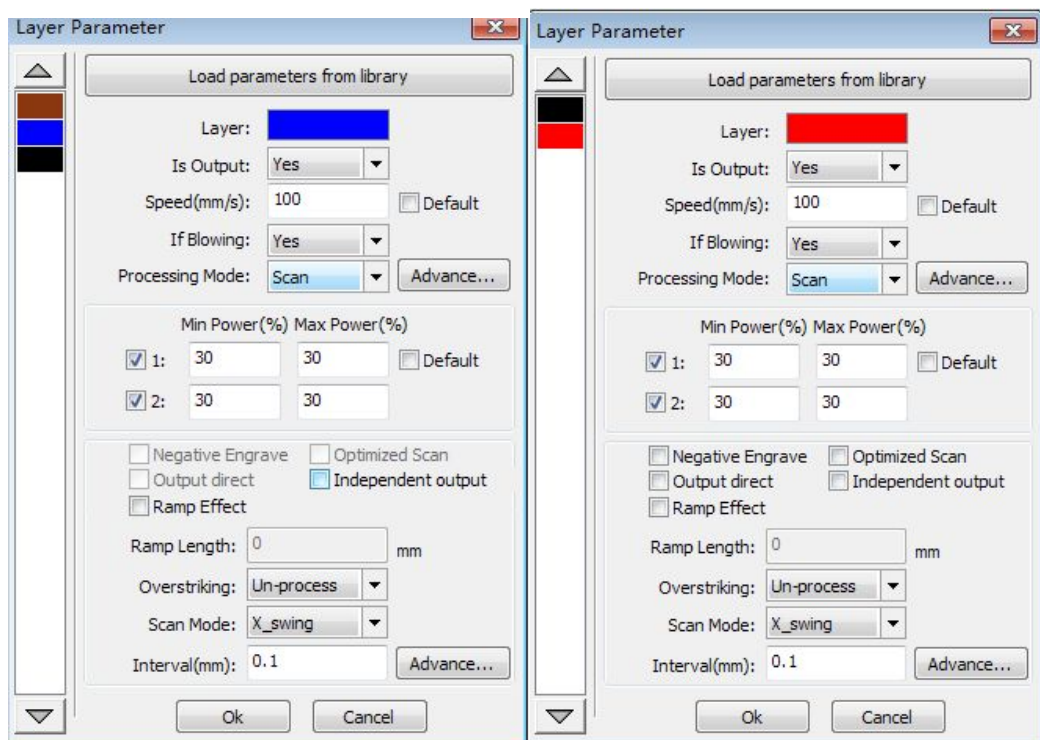 Layer Parameter
Load parameters from library
Layer:
Is Output: Yes
Speed(mm/s): 100 Default
If Blowing: Yes
Processing Mode: Scan Advance...
Min Power(%) Max Power(%)
1: 30 30 Default
2: 30 30
Negative Engrave Optimized Scan
Output direct Independent output
Ramp Effect
Ramp Length: 0 mm
Overstriking: Un-process
Scan Mode: X_swing
Interval(mm): 0.1 Advance...
Ok Cancel
Layer Parameter
Load parameters from library
Layer:
Is Output: Yes
Speed(mm/s): 100 Default
If Blowing: Yes
Processing Mode: Scan Advance...
Min Power(%) Max Power(%)
1: 30 30 Default
2: 30 30
Negative Engrave Optimized Scan
Output direct Independent output
Ramp Effect
Ramp Length: 0 mm
Overstriking: Un-process
Scan Mode: X_swing
Interval(mm): 0.1 Advance...
Ok Cancel